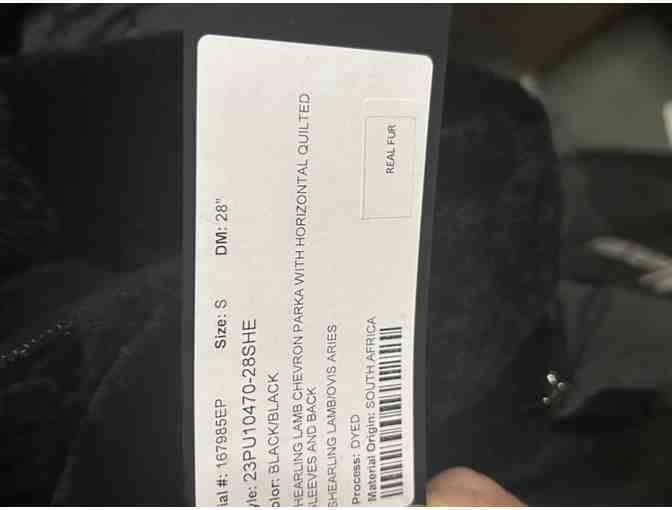 ial #: 167985EP Size: S DM: 28"
yle: 23PU10470-28SHE
olor: BLACK/BLACK
HEARLING LAMB CHEVRON PARKA WITH HORIZONTAL QUILTED
LEEVES AND BACK
SHEARLING LAMB/OVIS ARIES
Process: DYED
Material Origin: SOUTH AFRICA
REAL FUR